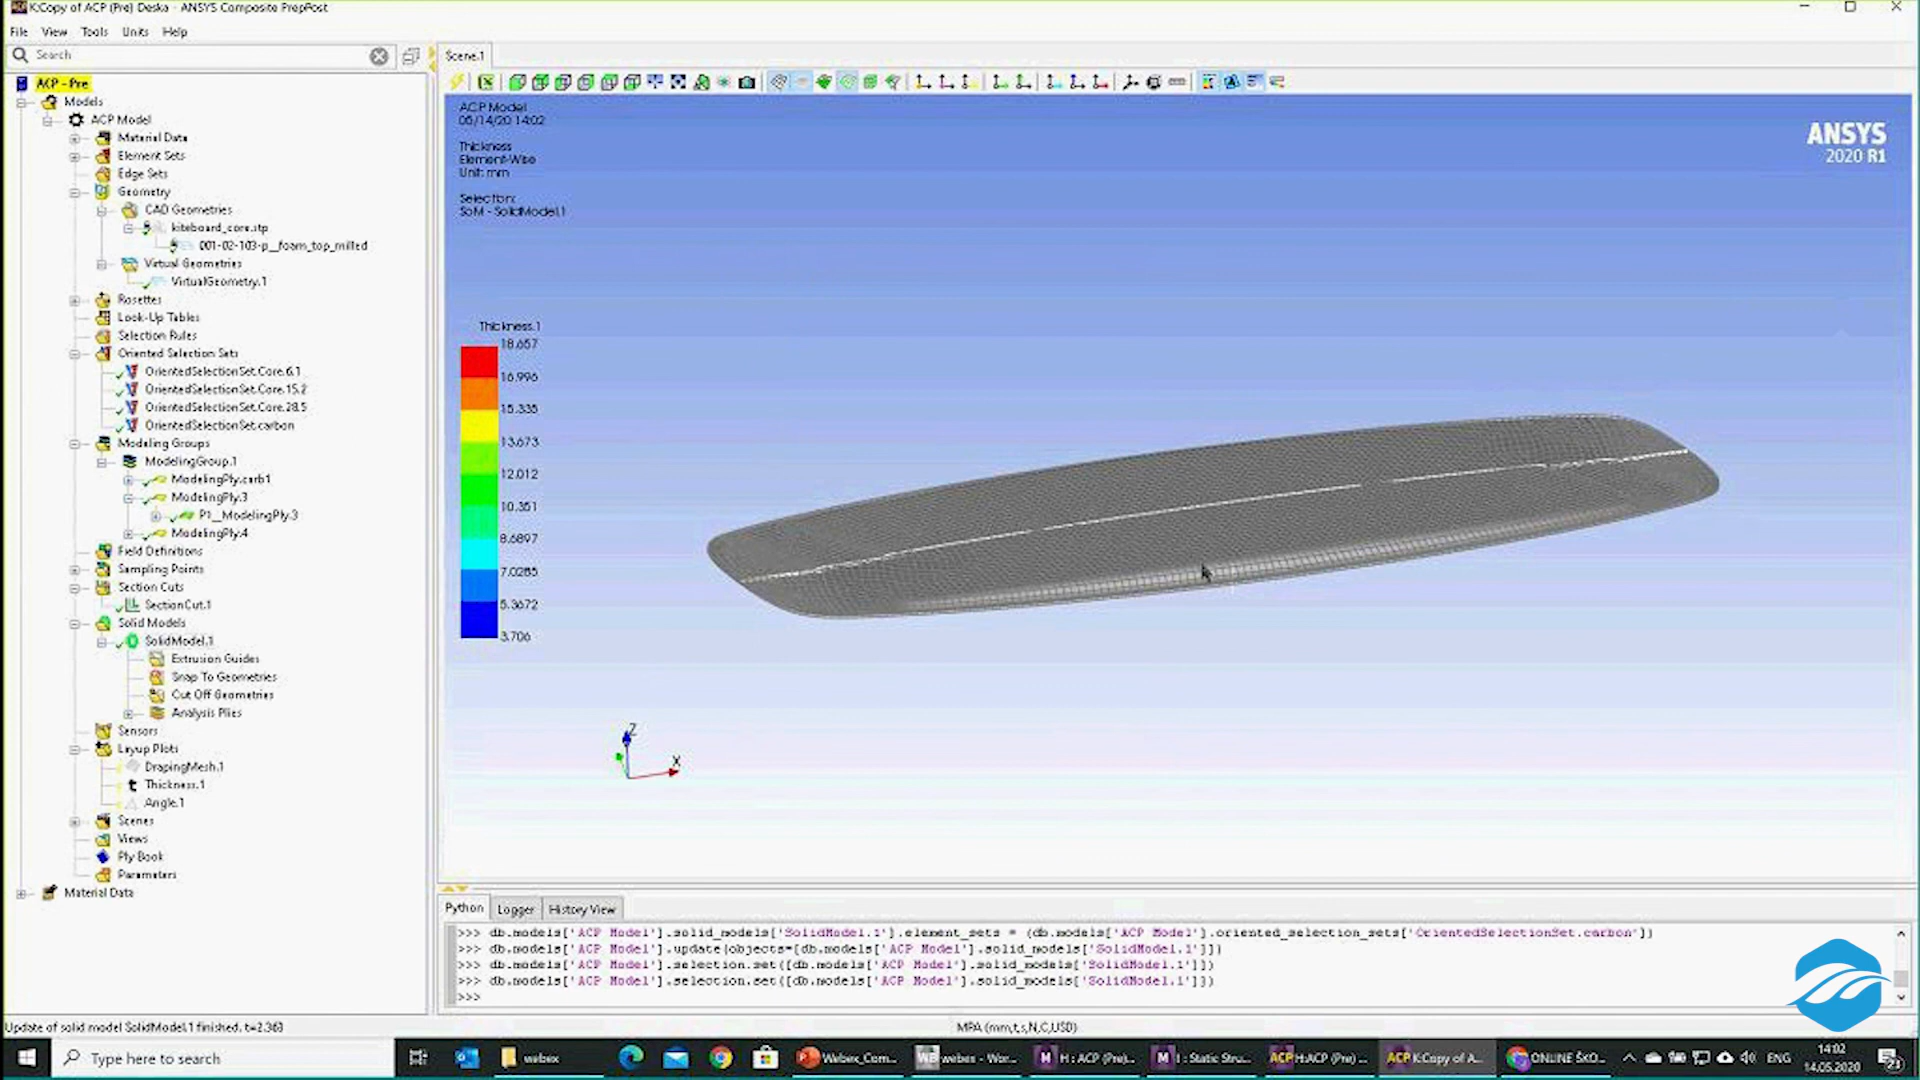 K:Copy of ACP (Pre) Deska - ANSYS Composite PrepPost
File View Tools Units Help
Search
ACP - Pre
Models
ACP Model
Material Data
Element Sets
Edge Sets
Geometry
CAD Geometries
kiteboard_core.stp
001-02-103-p__foam_top_milled
Virtual Geometries
VirtualGeometry.1
Rosettes
Look-Up Tables
Selection Rules
Oriented Selection Sets
OrientedSelectionSet.Core.6.1
OrientedSelectionSet.Core.15.2
OrientedSelectionSet.Core.28.5
OrientedSelectionSet.carbon
Modeling Groups
ModelingGroup.1
ModelingPly.carb1
ModelingPly.3
P1__ModelingPly.3
ModelingPly.4
Field Definitions
Sampling Points
Section Cuts
SectionCut.1
Solid Models
SolidModel.1
Extrusion Guides
Snap To Geometries
Cut Off Geometries
Analysis Plies
Sensors
Layup Plots
DrapingMesh.1
Thickness.1
Angle.1
Scenes
Views
Ply Book
Parameters
Material Data
Scene.1
ACP Model
05/14/20 14:02
Thickness
Element-Wise
Unit: mm
Selection:
SoM - SolidModel.1
ANSYS
2020 R1
Thickness.1
18.657
16.996
15.335
13.673
12.012
10.351
8.6897
7.0285
5.3672
3.706
Z
X
Python Logger History View
>>> db.models['ACP Model'].solid_models['SolidModel.1'].element_sets = (db.models['ACP Model'].oriented_selection_sets['OrientedSelectionSet.carbon'])
>>> db.models['ACP Model'].update(objects=[db.models['ACP Model'].solid_models['SolidModel.1']])
>>> db.models['ACP Model'].selection.set([db.models['ACP Model'].solid_models['SolidModel.1']])
>>> db.models['ACP Model'].selection.set([db.models['ACP Model'].solid_models['SolidModel.1']])
>>>
Update of solid model SolidModel.1 finished. t=2.363
MPA (mm,t,s,N,C,USD)
Type here to search
webex
Webex_Com...
webex - Wor...
H : ACP (Pre)...
I : Static Stru...
ACP H:ACP (Pre) ...
ACP K:Copy of A...
ONLINE ŠKO...
ENG
14:02
14.05.2020